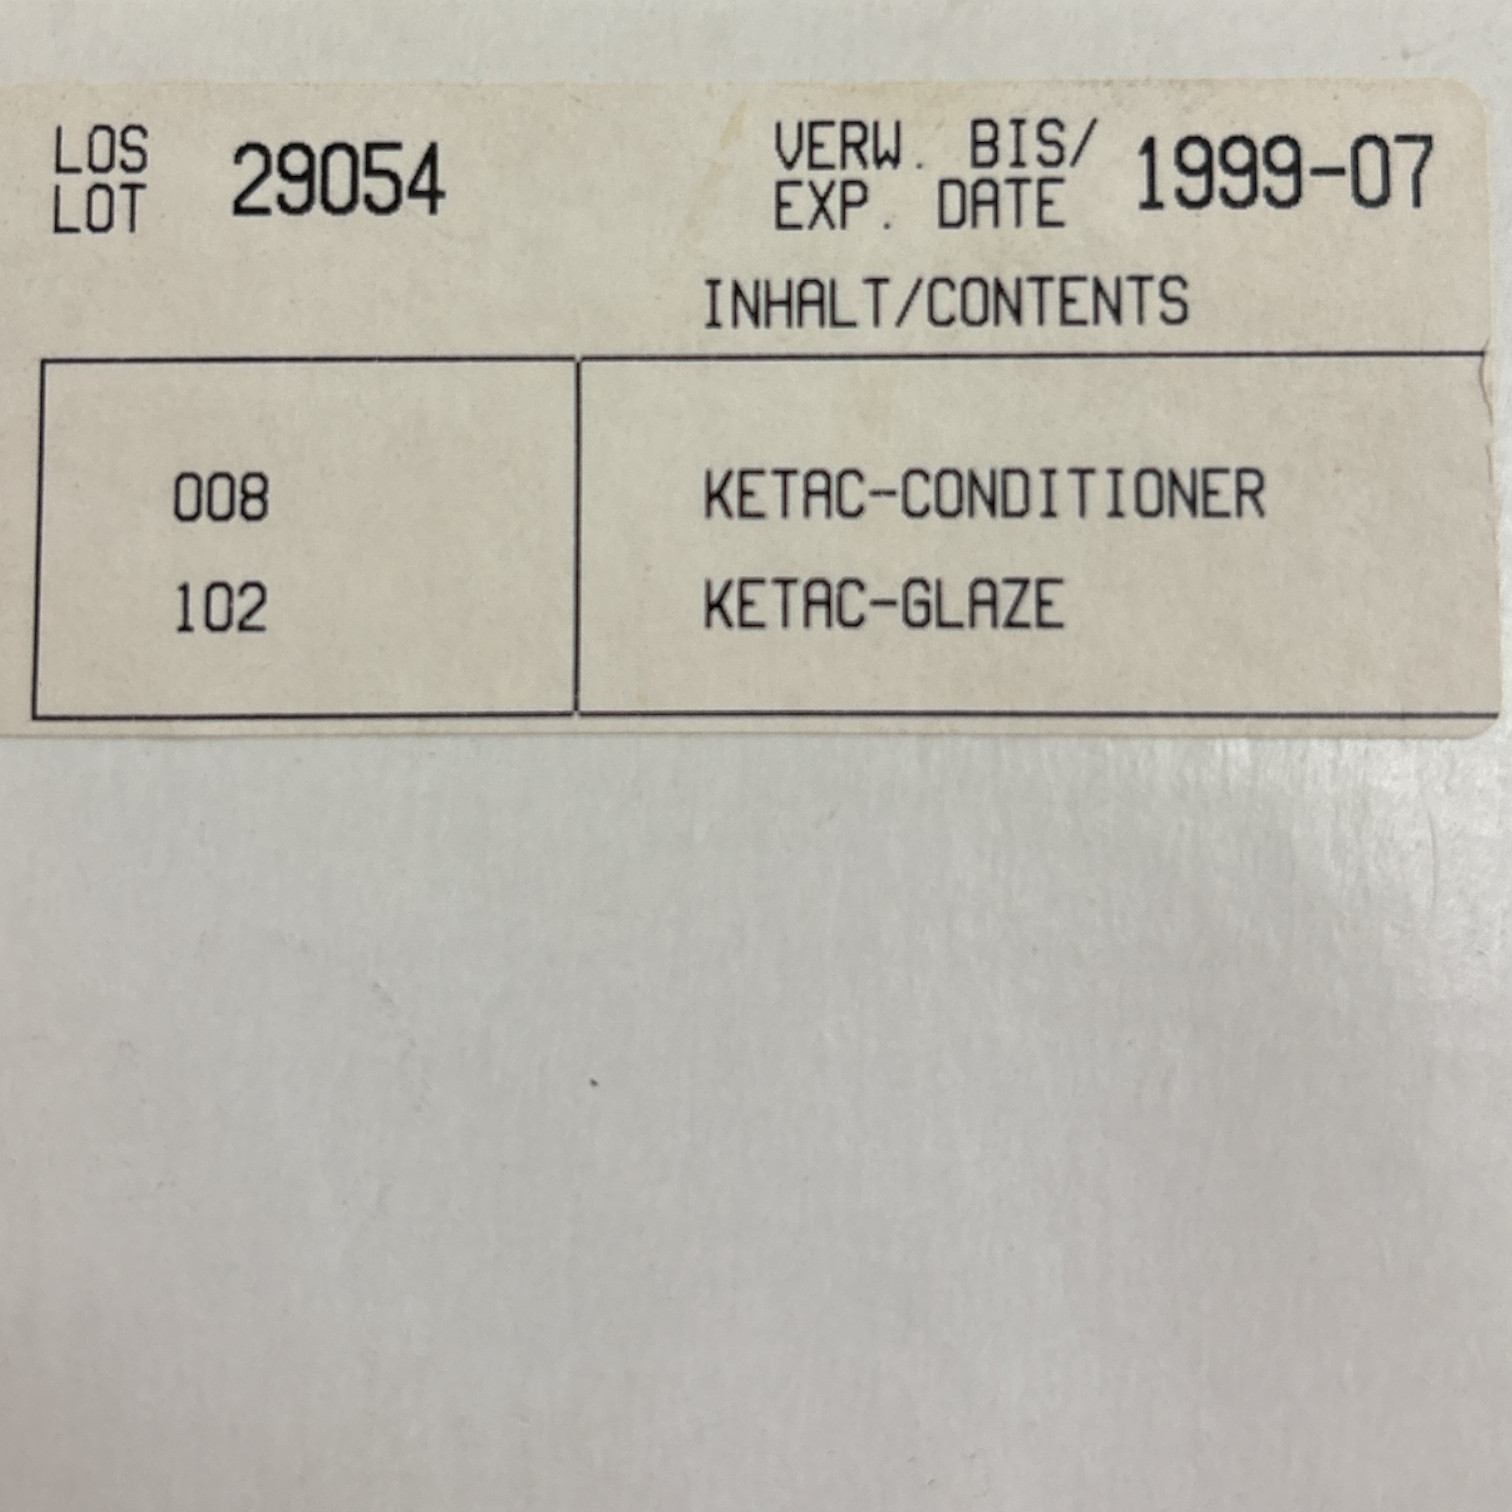 LOS 29054 VERW. BIS/ 1999-07
LOT EXP. DATE
INHALT/CONTENTS
008 KETAC-CONDITIONER
102 KETAC-GLAZE